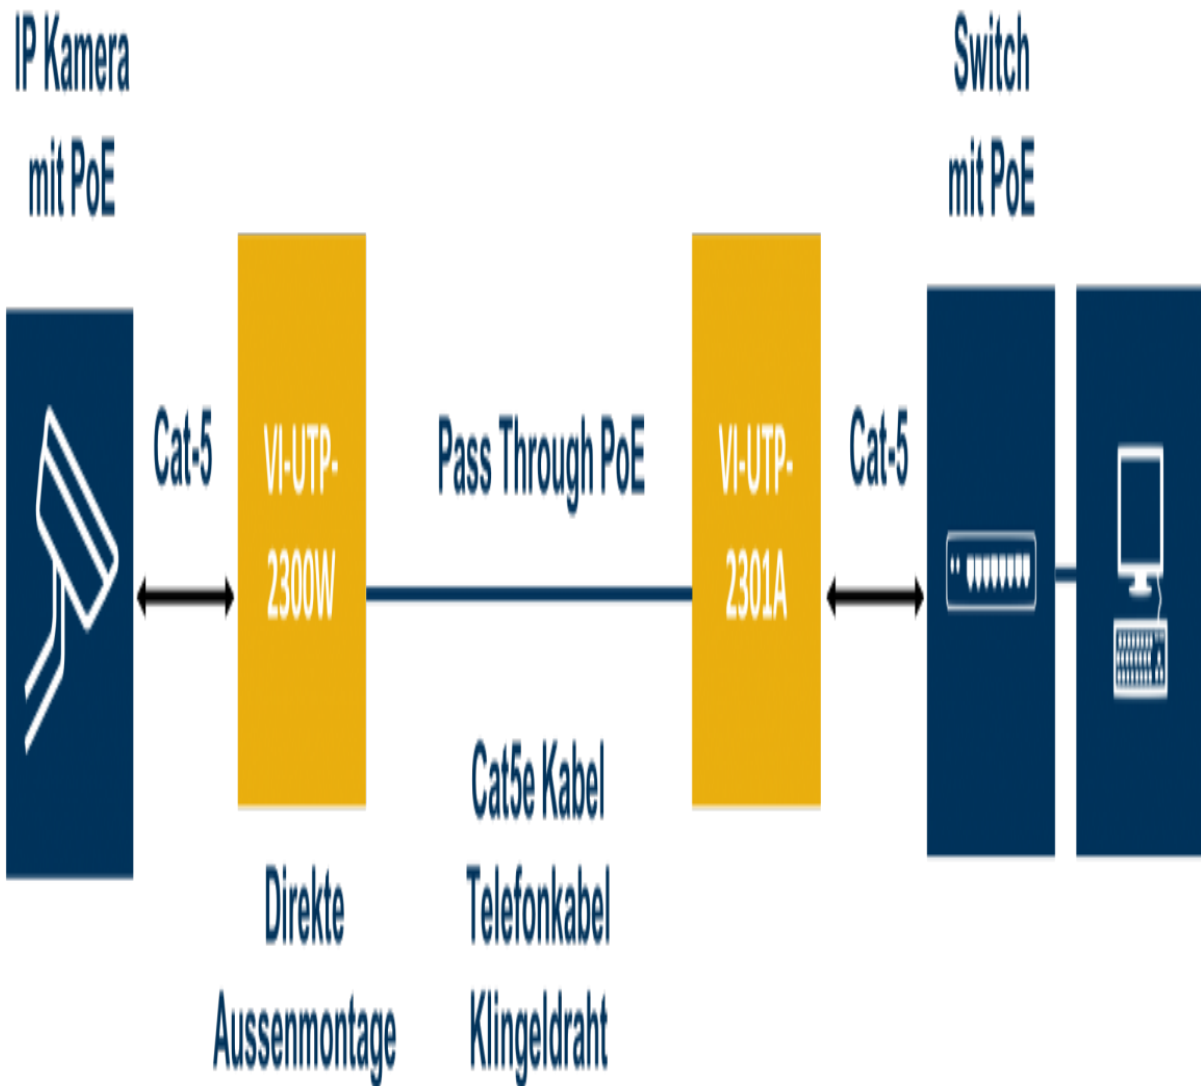 IP Kamera
mit PoE
Switch
mit PoE
Cat-5
VI-UTP-
2300W
Pass Through PoE
VI-UTP-
2301A
Cat-5
Direkte
Aussenmontage
Cat5e Kabel
Telefonkabel
Klingeldraht